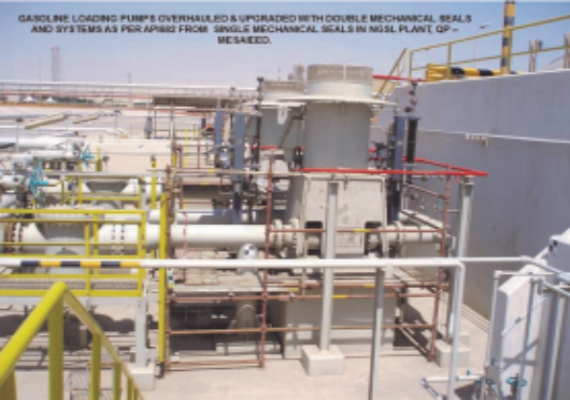 GASOLINE LOADING PUMPS OVERHAULED & UPGRADED WITH DOUBLE MECHANICAL SEALS
AND SYSTEMS AS PER API682 FROM SINGLE MECHANICAL SEALS IN NGSL PLANT, QP –
MESAIEED.